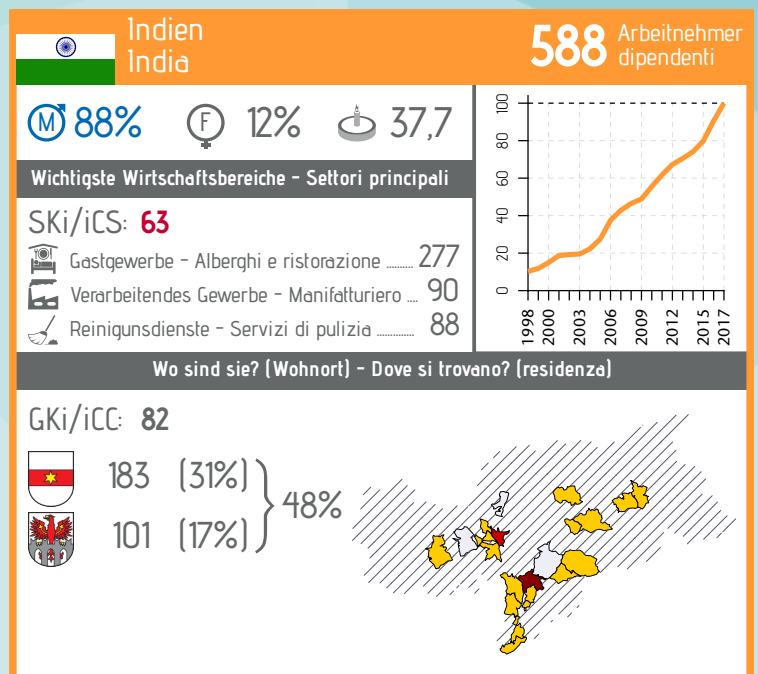 Indien
India
588 Arbeitnehmer
dipendenti
M 88% F 12% 37,7
Wichtigste Wirtschaftsbereiche - Settori principali
SKi/iCS: 63
Gastgewerbe - Alberghi e ristorazione ......... 277
Verarbeitendes Gewerbe - Manifatturiero .... 90
Reinigunsdienste - Servizi di pulizia .............. 88
100
80
60
40
20
0
1998 2000 2003 2006 2009 2012 2015 2017
Wo sind sie? (Wohnort) - Dove si trovano? (residenza)
GKi/iCC: 82
183 (31%)
101 (17%)
48%